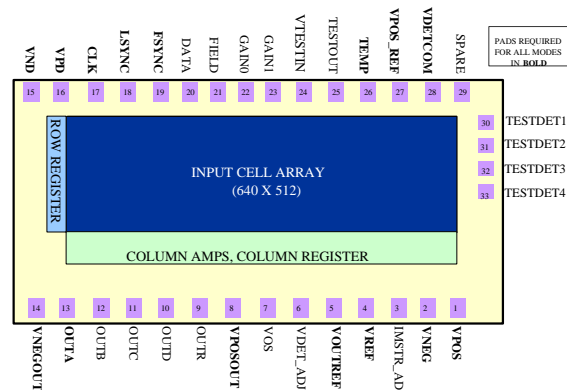 VND
VPD
CLK
LSYNC
FSYNC
DATA
FIELD
GAIN0
GAIN1
VTESTIN
TESTOUT
TEMP
VPOS_REF
VDETCOM
SPARE
PADS REQUIRED
FOR ALL MODES
IN BOLD
15
16
17
18
19
20
21
22
23
24
25
26
27
28
29
30 TESTDET1
31 TESTDET2
32 TESTDET3
33 TESTDET4
ROW REGISTER
INPUT CELL ARRAY
(640 X 512)
COLUMN AMPS, COLUMN REGISTER
14
13
12
11
10
9
8
7
6
5
4
3
2
1
VNEGOUT
OUTA
OUTB
OUTC
OUTD
OUTR
VPOSOUT
VOS
VDET_ADJ
VOUTREF
VREF
IMSTR_AD
VNEG
VPOS